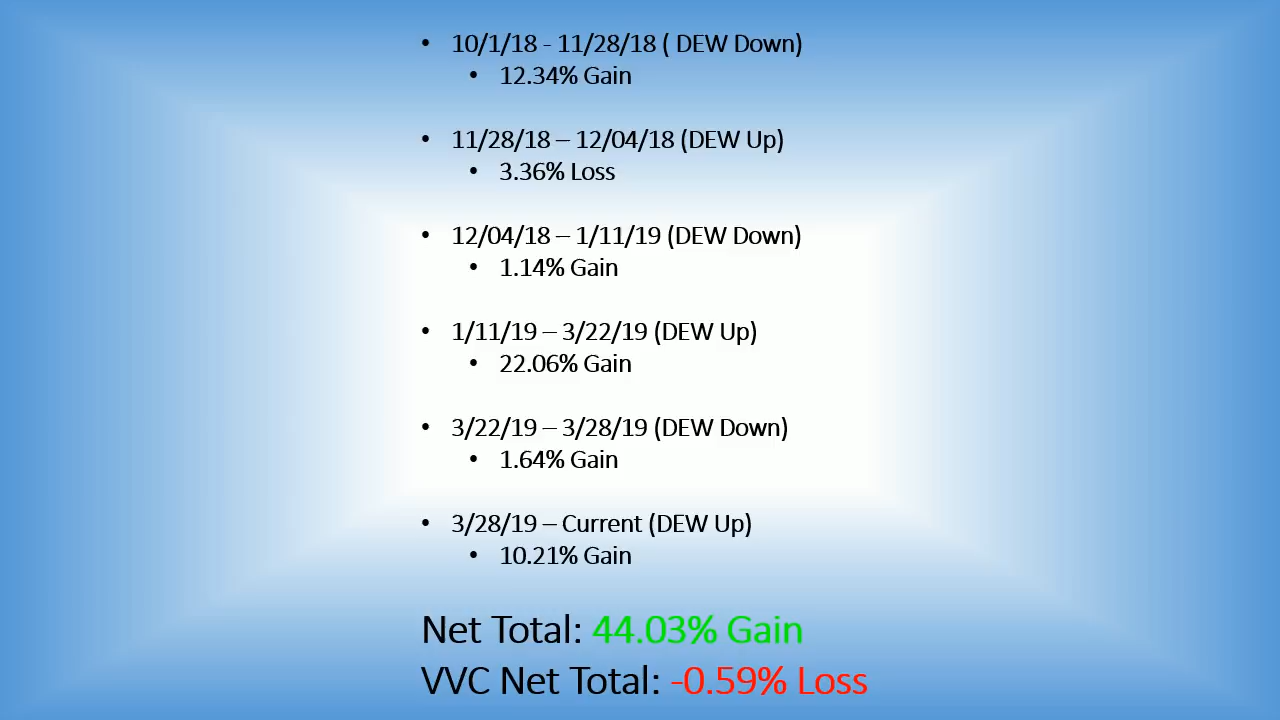 • 10/1/18 - 11/28/18 ( DEW Down)
• 12.34% Gain
• 11/28/18 – 12/04/18 (DEW Up)
• 3.36% Loss
• 12/04/18 – 1/11/19 (DEW Down)
• 1.14% Gain
• 1/11/19 – 3/22/19 (DEW Up)
• 22.06% Gain
• 3/22/19 – 3/28/19 (DEW Down)
• 1.64% Gain
• 3/28/19 – Current (DEW Up)
• 10.21% Gain
Net Total: 44.03% Gain
VVC Net Total: -0.59% Loss